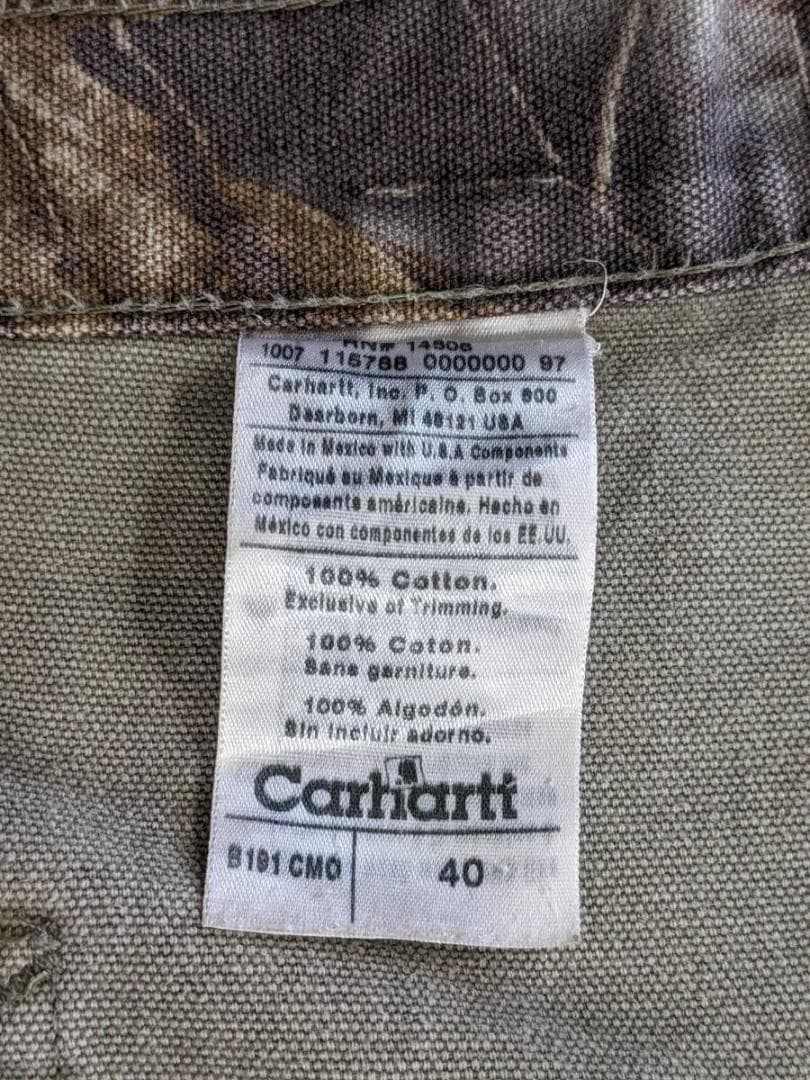 RN# 14806
1007 115788 0000000 97
Carhartt, Inc. P. O. Box 600
Dearborn, MI 48121 USA
Made in Mexico with U.S.A Components
Fabriqué au Mexique à partir de
composants américains. Hecho en
México con componentes de los EE.UU.
100% Cotton.
Exclusive of Trimming.
100% Coton.
Sans garniture.
100% Algodón.
Sin incluir adorno.
Carhartt
B191 CMO 40